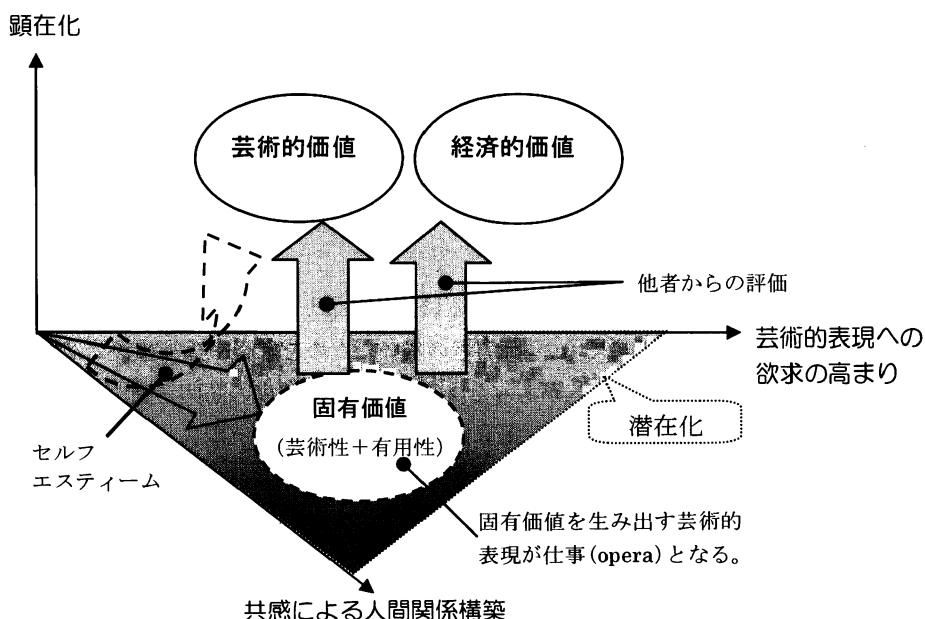 顕在化
芸術的価値
経済的価値
他者からの評価
芸術的表現への
欲求の高まり
固有価値
(芸術性＋有用性)
潜在化
セルフ
エスティーム
固有価値を生み出す芸術的
表現が仕事(opera)となる。
共感による人間関係構築